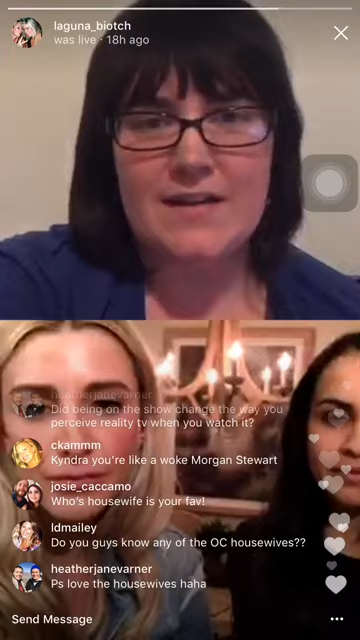 laguna_biotch
was live · 18h ago
heatherjanevarner
Did being on the show change the way you
perceive reality tv when you watch it?
ckammm
Kyndra you're like a woke Morgan Stewart
josie_caccamo
Who's housewife is your fav!
ldmailey
Do you guys know any of the OC housewives??
heatherjanevarner
Ps love the housewives haha
Send Message